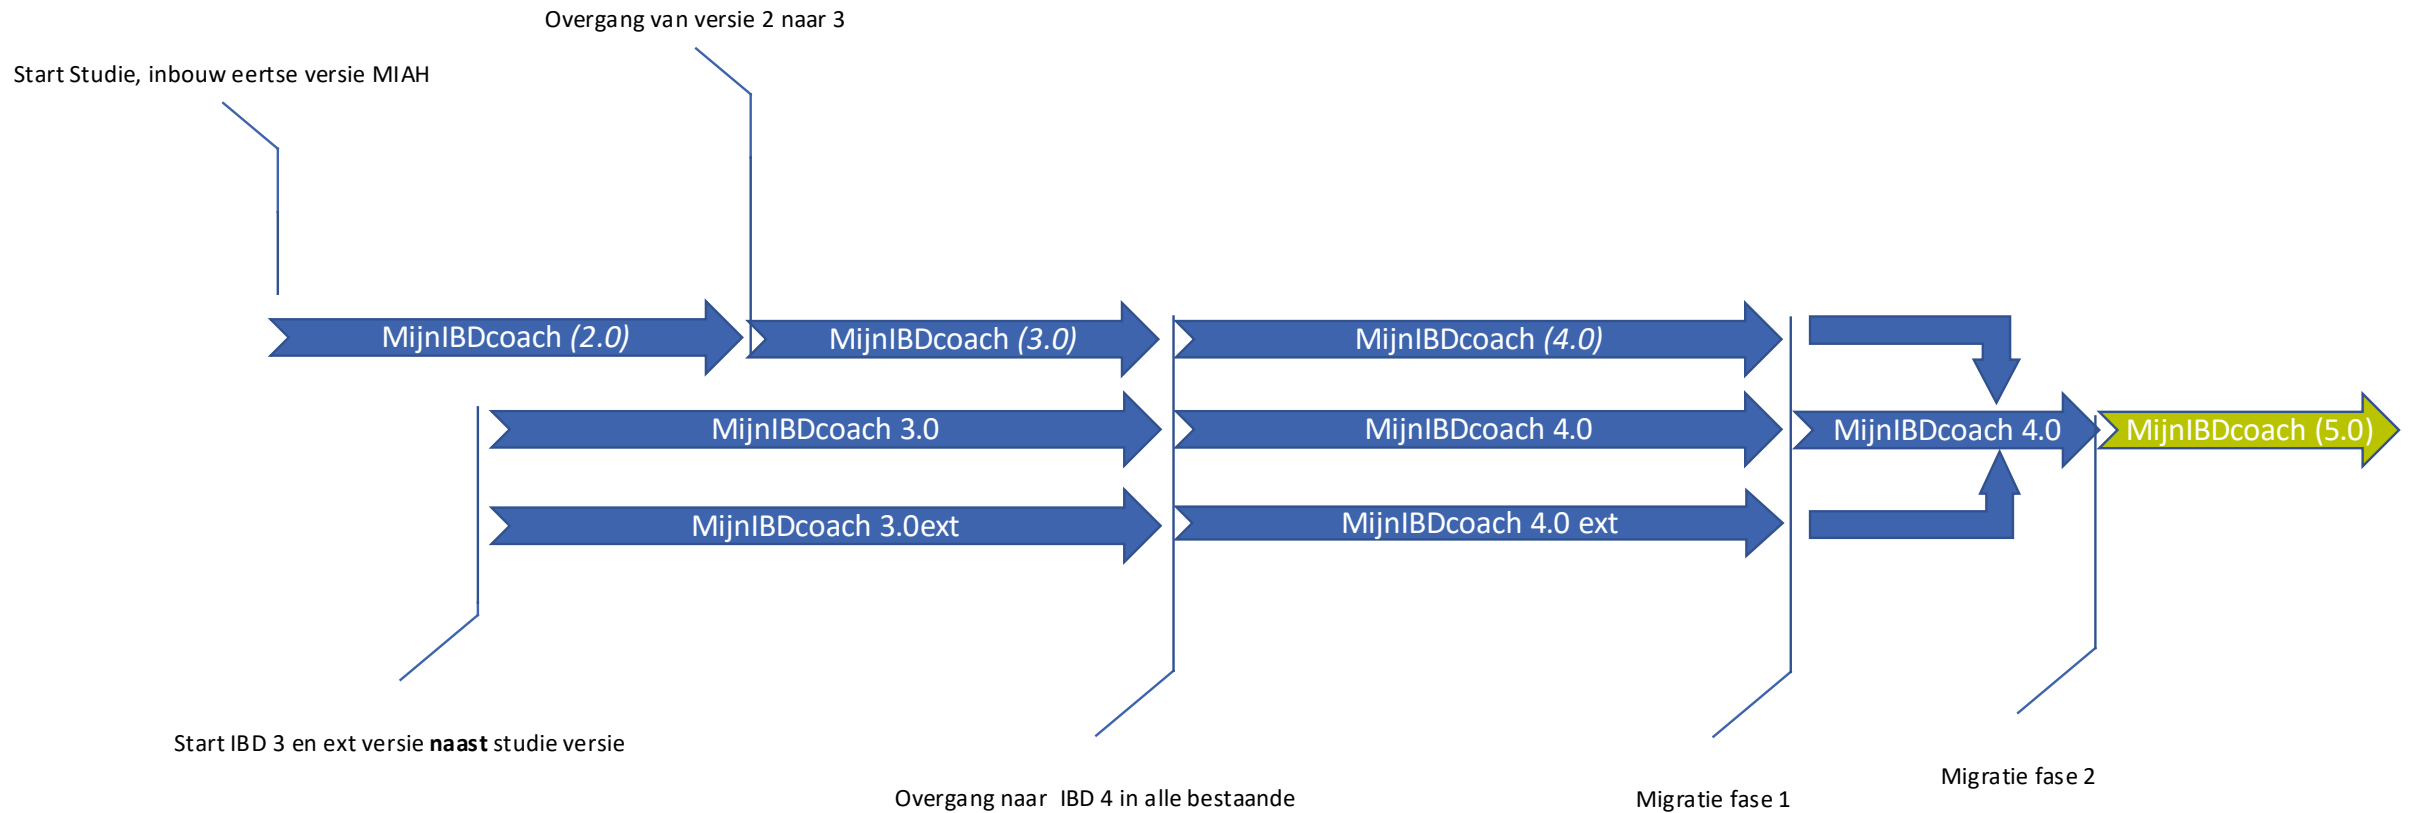 Overgang van versie 2 naar 3
Start Studie, inbouw eertse versie MIAH
MijnIBDcoach (2.0)
MijnIBDcoach (3.0)
MijnIBDcoach (4.0)
MijnIBDcoach 3.0
MijnIBDcoach 4.0
MijnIBDcoach 4.0
MijnIBDcoach (5.0)
MijnIBDcoach 3.0ext
MijnIBDcoach 4.0 ext
Start IBD 3 en ext versie naast studie versie
Overgang naar IBD 4 in alle bestaande
Migratie fase 1
Migratie fase 2